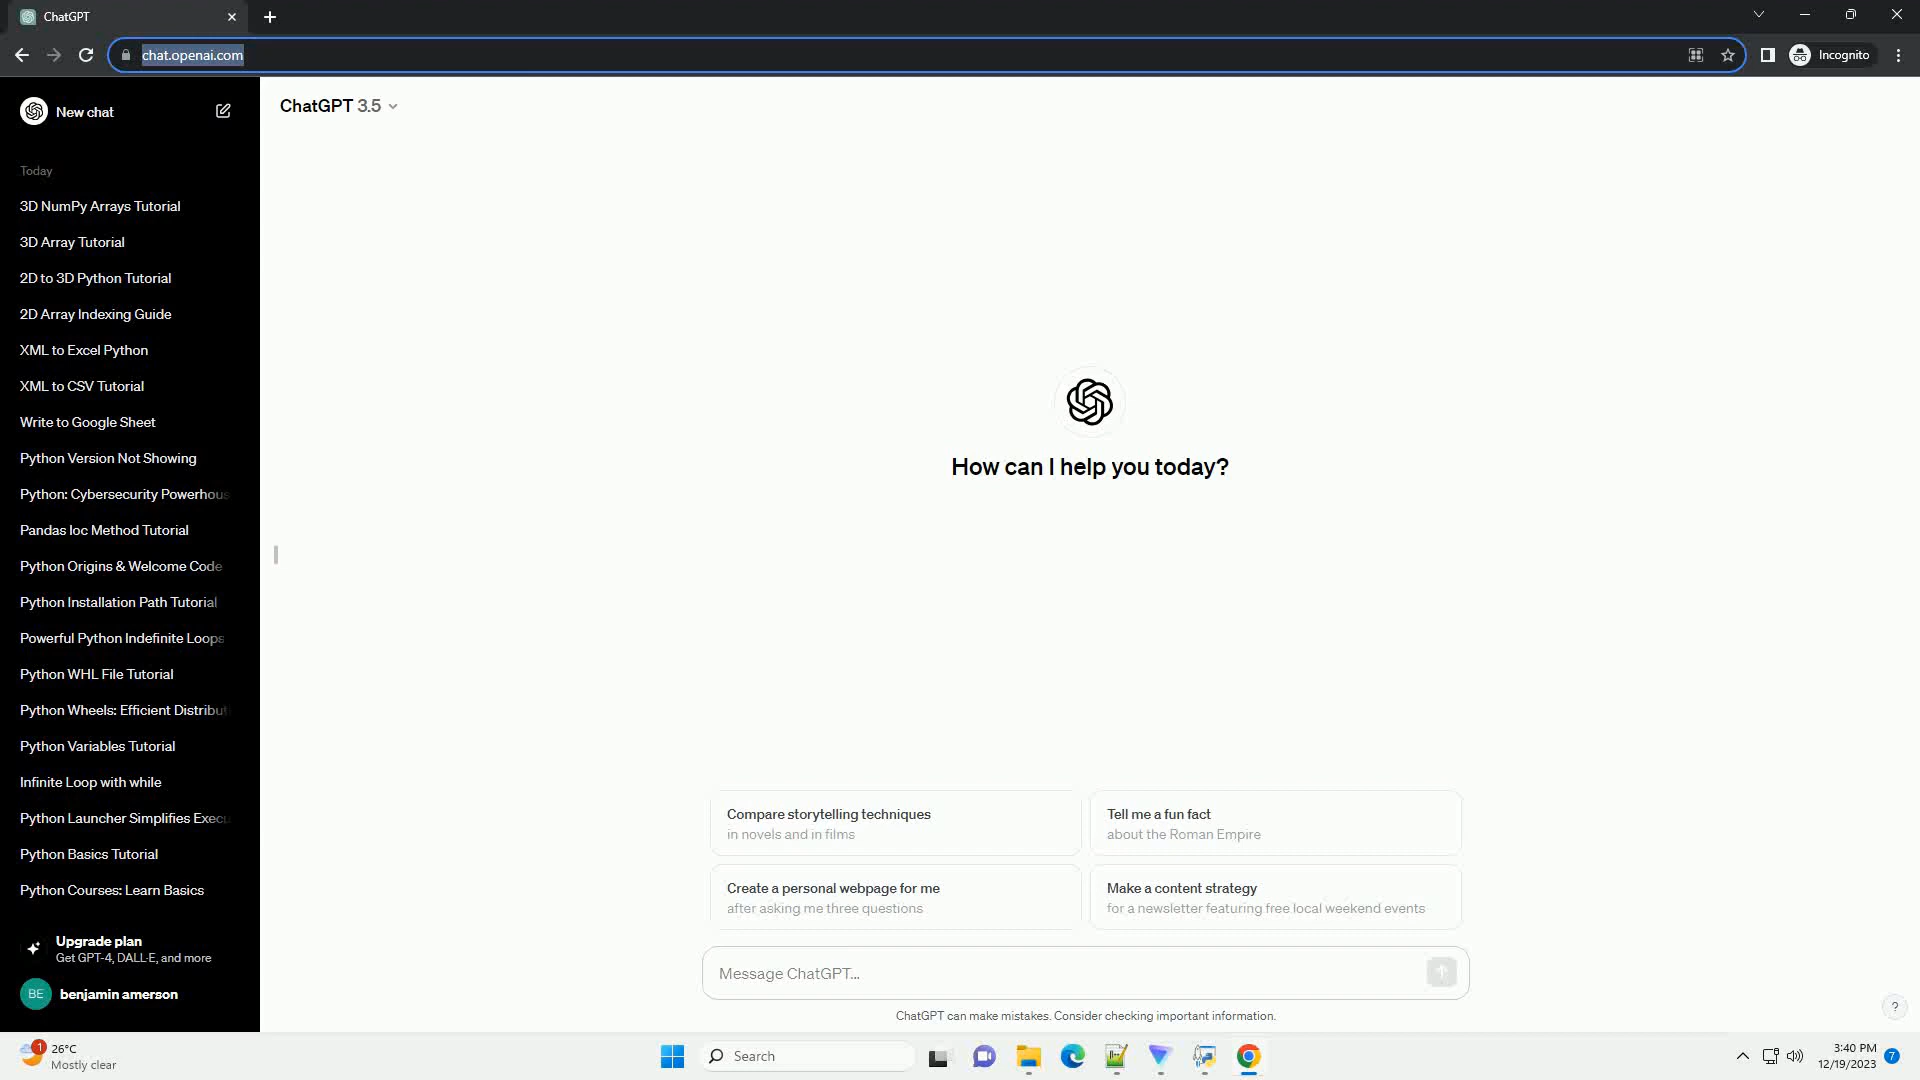 ChatGPT
chat.openai.com
Incognito
New chat
ChatGPT 3.5
Today
3D NumPy Arrays Tutorial
3D Array Tutorial
2D to 3D Python Tutorial
2D Array Indexing Guide
XML to Excel Python
XML to CSV Tutorial
Write to Google Sheet
Python Version Not Showing
Python: Cybersecurity Powerhous
Pandas loc Method Tutorial
Python Origins & Welcome Code
Python Installation Path Tutorial
Powerful Python Indefinite Loops
Python WHL File Tutorial
Python Wheels: Efficient Distribut
Python Variables Tutorial
Infinite Loop with while
Python Launcher Simplifies Execu
Python Basics Tutorial
Python Courses: Learn Basics
Upgrade plan
Get GPT-4, DALL·E, and more
BE
benjamin amerson
How can I help you today?
Compare storytelling techniques
in novels and in films
Tell me a fun fact
about the Roman Empire
Create a personal webpage for me
after asking me three questions
Make a content strategy
for a newsletter featuring free local weekend events
Message ChatGPT...
ChatGPT can make mistakes. Consider checking important information.
?
1
26°C
Mostly clear
Search
3:40 PM
12/19/2023
7